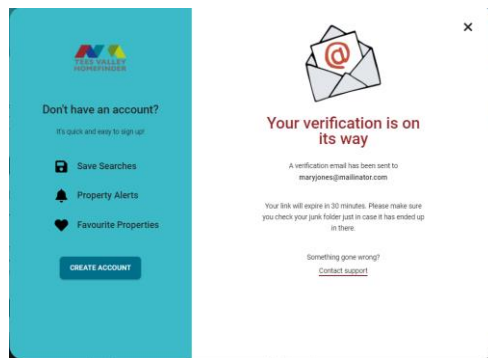 TEES VALLEY
HOMEFINDER
Don't have an account?
It's quick and easy to sign up!
Save Searches
Property Alerts
Favourite Properties
CREATE ACCOUNT
@
Your verification is on
its way
A verification email has been sent to
maryjones@mailinator.com
Your link will expire in 30 minutes. Please make sure
you check your junk folder just in case it has ended up
in there.
Something gone wrong?
Contact support